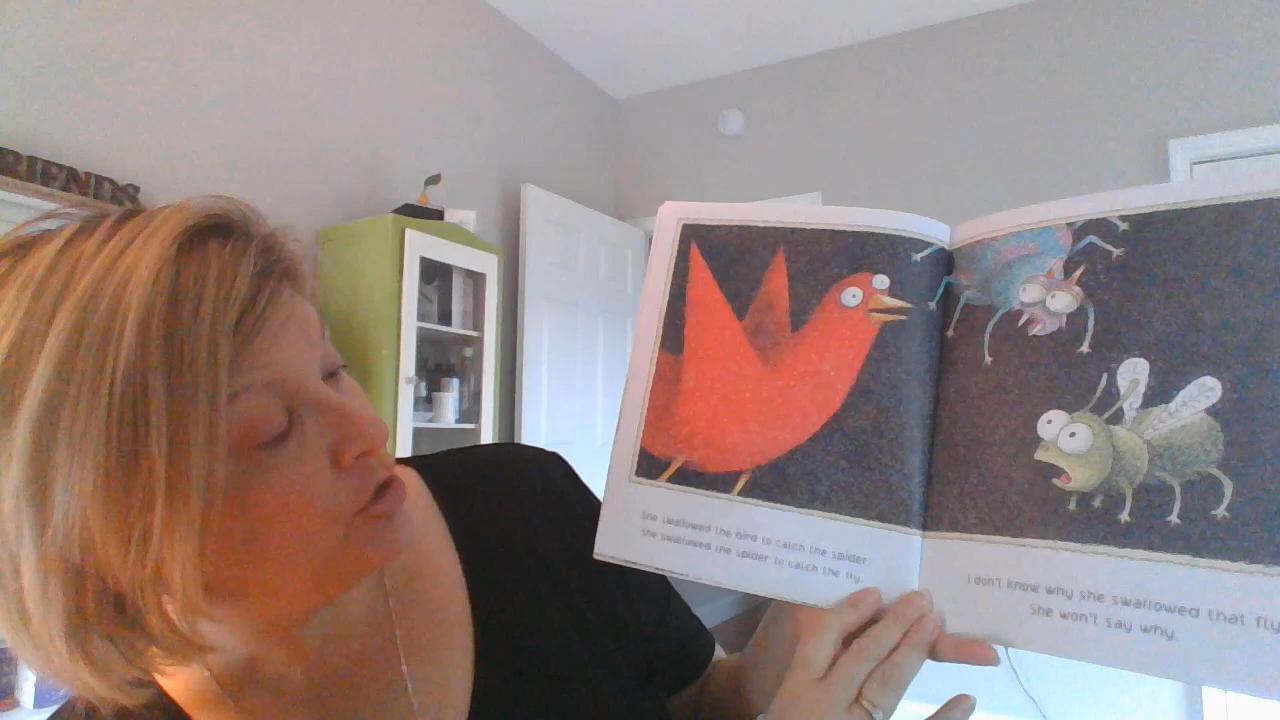 She swallowed the bird to catch the spider
She swallowed the spider to catch the fly.
I don't know why she swallowed that fly
She won't say why.